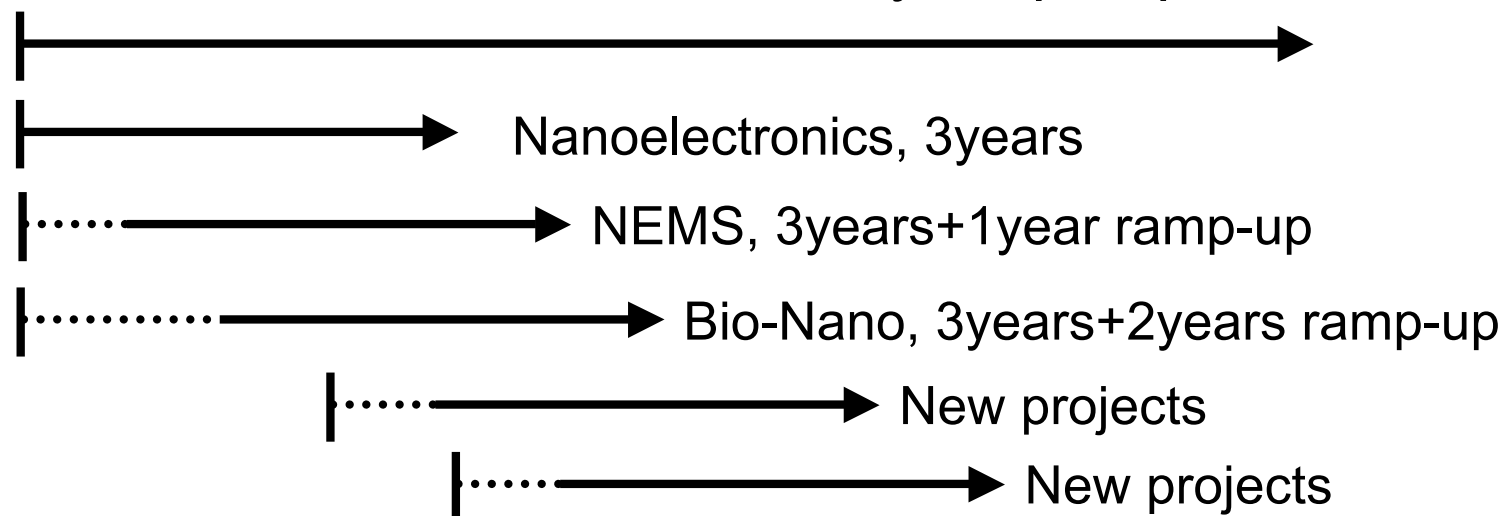 Nanoelectronics, 3years
NEMS, 3years+1year ramp-up
Bio-Nano, 3years+2years ramp-up
New projects
New projects